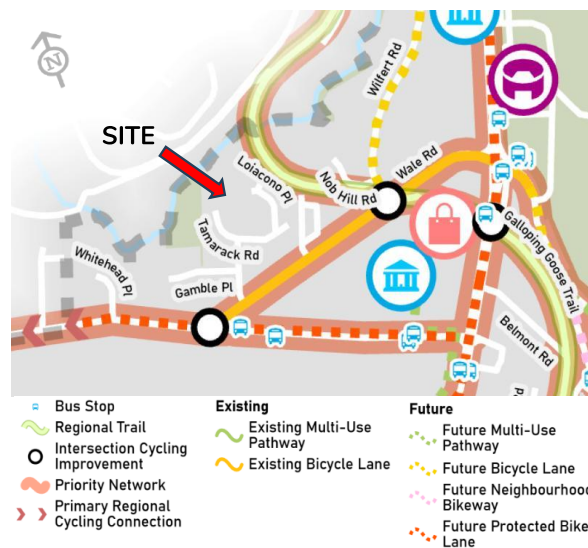 N
Wilfert Rd
SITE
Wale Rd
Loiacono Pl
Nob Hill Rd
Tamarack Rd
Galloping Goose Trail
Whitehead Pl
Gamble Pl
Belmont Rd
Bus Stop
Regional Trail
Intersection Cycling
Improvement
Priority Network
Primary Regional
Cycling Connection
Existing
Existing Multi-Use
Pathway
Existing Bicycle Lane
Future
Future Multi-Use
Pathway
Future Bicycle Lane
Future Neighbourhood
Bikeway
Future Protected Bike
Lane